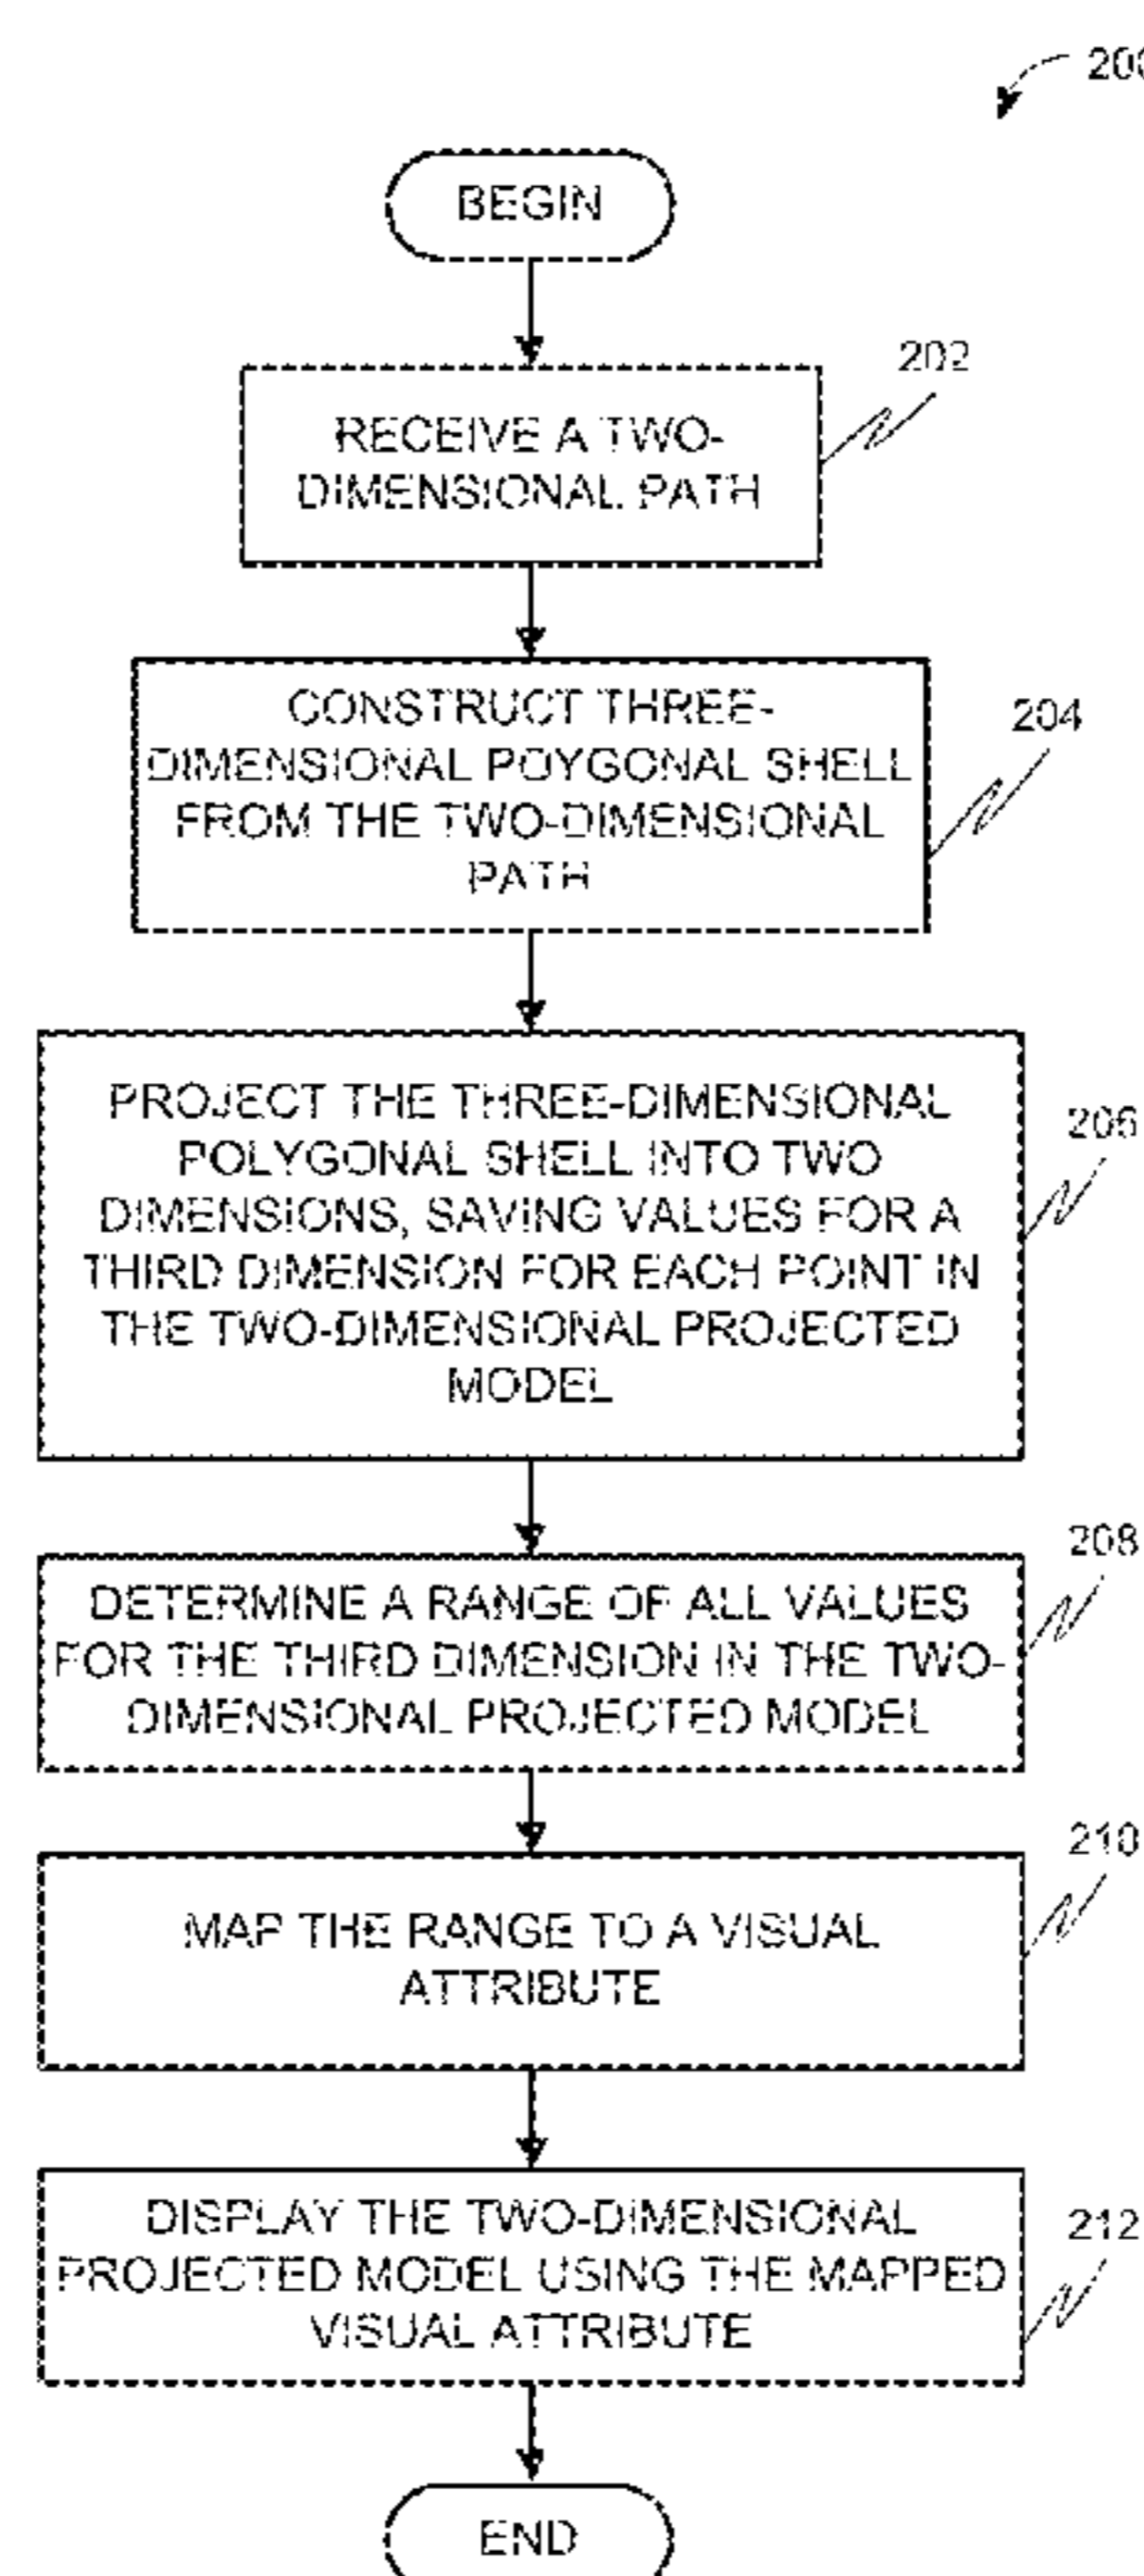 200
BEGIN
202
RECEIVE A TWO-
DIMENSIONAL PATH
204
CONSTRUCT THREE-
DIMENSIONAL POYGONAL SHELL
FROM THE TWO-DIMENSIONAL
PATH
206
PROJECT THE THREE-DIMENSIONAL
POLYGONAL SHELL INTO TWO
DIMENSIONS, SAVING VALUES FOR A
THIRD DIMENSION FOR EACH POINT IN
THE TWO-DIMENSIONAL PROJECTED
MODEL
208
DETERMINE A RANGE OF ALL VALUES
FOR THE THIRD DIMENSION IN THE TWO-
DIMENSIONAL PROJECTED MODEL
210
MAP THE RANGE TO A VISUAL
ATTRIBUTE
212
DISPLAY THE TWO-DIMENSIONAL
PROJECTED MODEL USING THE MAPPED
VISUAL ATTRIBUTE
END